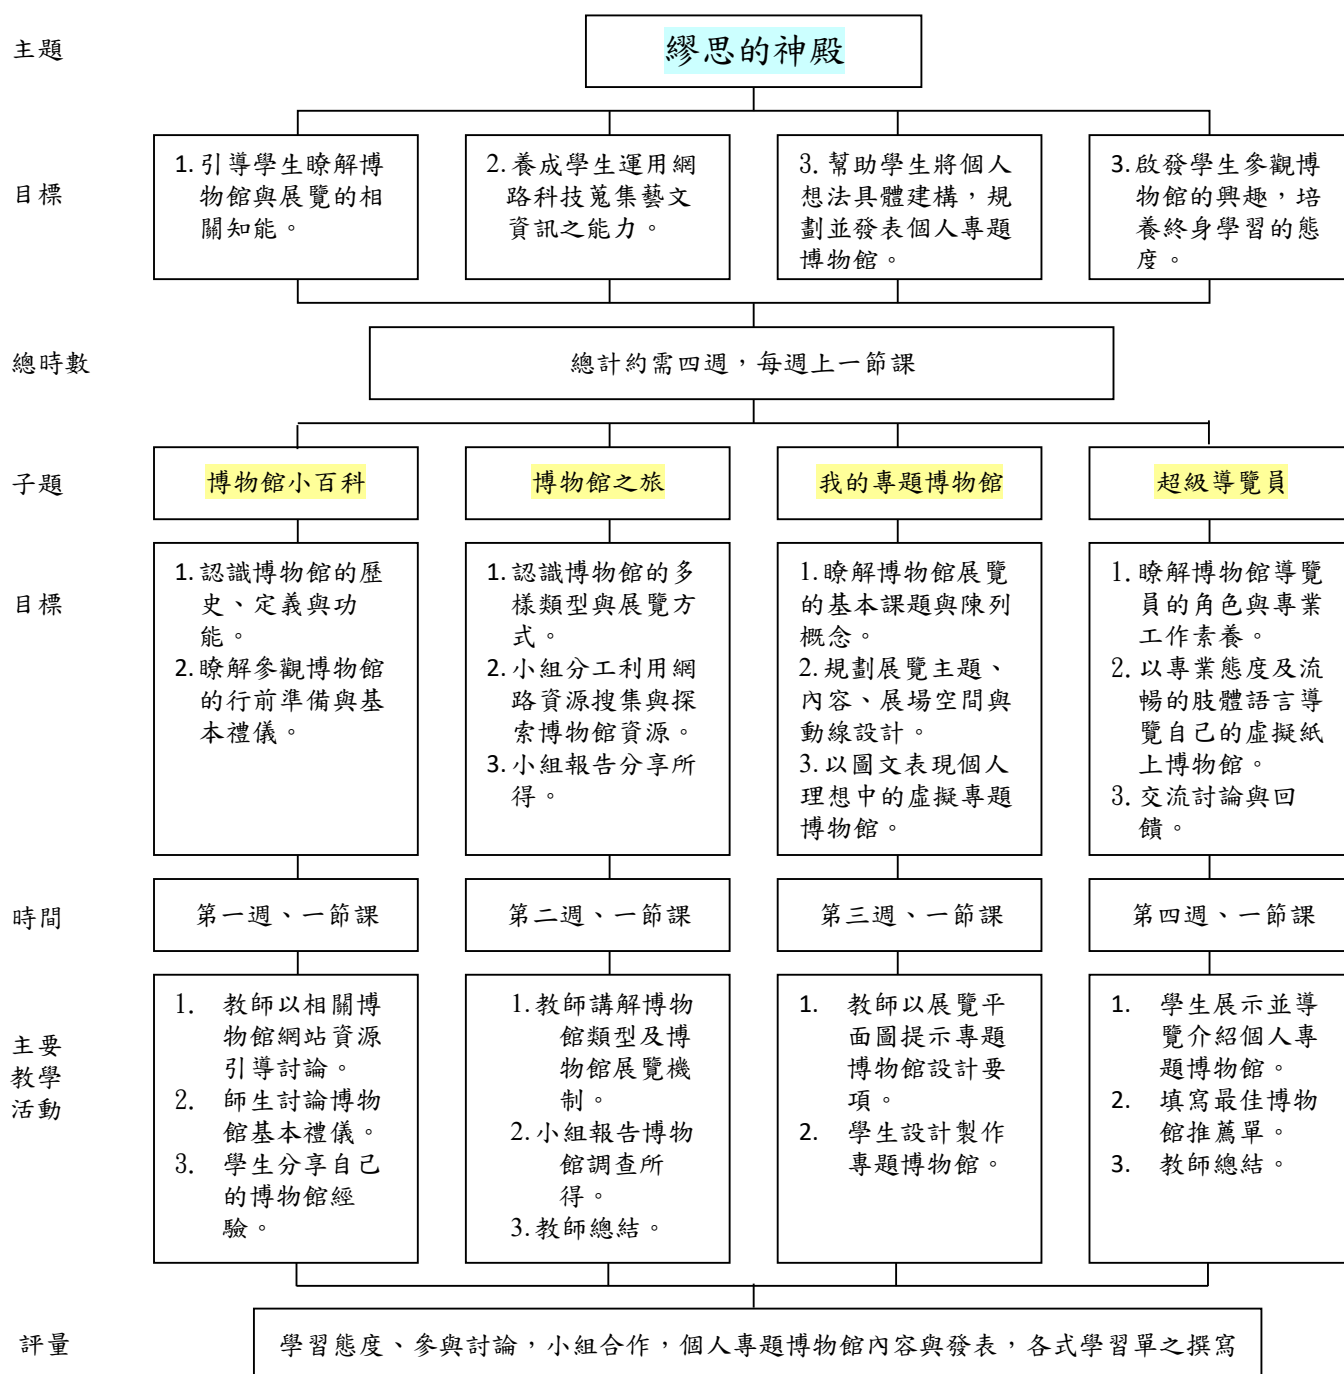 主題
繆思的神殿
目標
1.引導學生瞭解博
物館與展覽的相
關知能。
2.養成學生運用網
路科技蒐集藝文
資訊之能力。
3.幫助學生將個人
想法具體建構，規
劃並發表個人專題
博物館。
3.啟發學生參觀博
物館的興趣，培
養終身學習的態
度。
總時數
總計約需四週，每週上一節課
子題
博物館小百科
博物館之旅
我的專題博物館
超級導覽員
目標
1.認識博物館的歷
史、定義與功
能。
2.瞭解參觀博物館
的行前準備與基
本禮儀。
1.認識博物館的多
樣類型與展覽方
式。
2.小組分工利用網
路資源搜集與探
索博物館資源。
3.小組報告分享所
得。
1.瞭解博物館展覽
的基本課題與陳列
概念。
2.規劃展覽主題、
內容、展場空間與
動線設計。
3.以圖文表現個人
理想中的虛擬專題
博物館。
1.瞭解博物館導覽
員的角色與專業
工作素養。
2.以專業態度及流
暢的肢體語言導
覽自己的虛擬紙
上博物館。
3.交流討論與回
饋。
時間
第一週、一節課
第二週、一節課
第三週、一節課
第四週、一節課
主要
教學
活動
1. 教師以相關博
物館網站資源
引導討論。
2. 師生討論博物
館基本禮儀。
3. 學生分享自己
的博物館經
驗。
1.教師講解博物
館類型及博
物館展覽機
制。
2.小組報告博物
館調查所
得。
3.教師總結。
1. 教師以展覽平
面圖提示專題
博物館設計要
項。
2. 學生設計製作
專題博物館。
1. 學生展示並導
覽介紹個人專
題博物館。
2. 填寫最佳博物
館推薦單。
3. 教師總結。
評量
學習態度、參與討論，小組合作，個人專題博物館內容與發表，各式學習單之撰寫